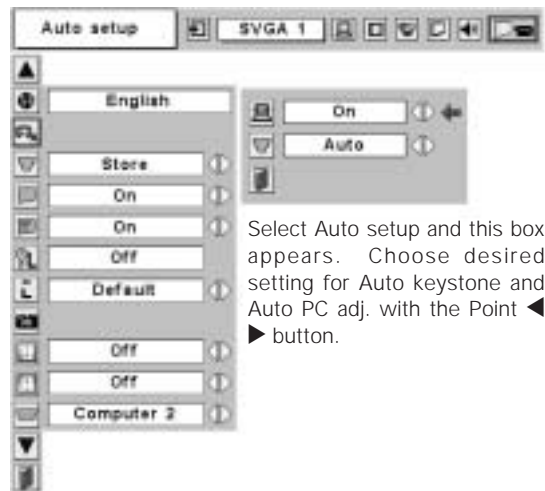 Auto setup
SVGA 1
English
Store
On
On
Off
Default
Off
Off
Computer 2
On
Auto
Select Auto setup and this box
appears. Choose desired
setting for Auto keystone and
Auto PC adj. with the Point ◀
▶ button.